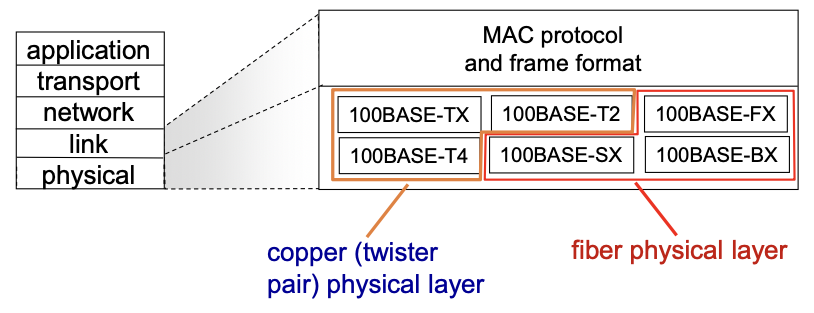 application
transport
network
link
physical
MAC protocol
and frame format
100BASE-TX
100BASE-T2
100BASE-FX
100BASE-T4
100BASE-SX
100BASE-BX
copper (twister
pair) physical layer
fiber physical layer